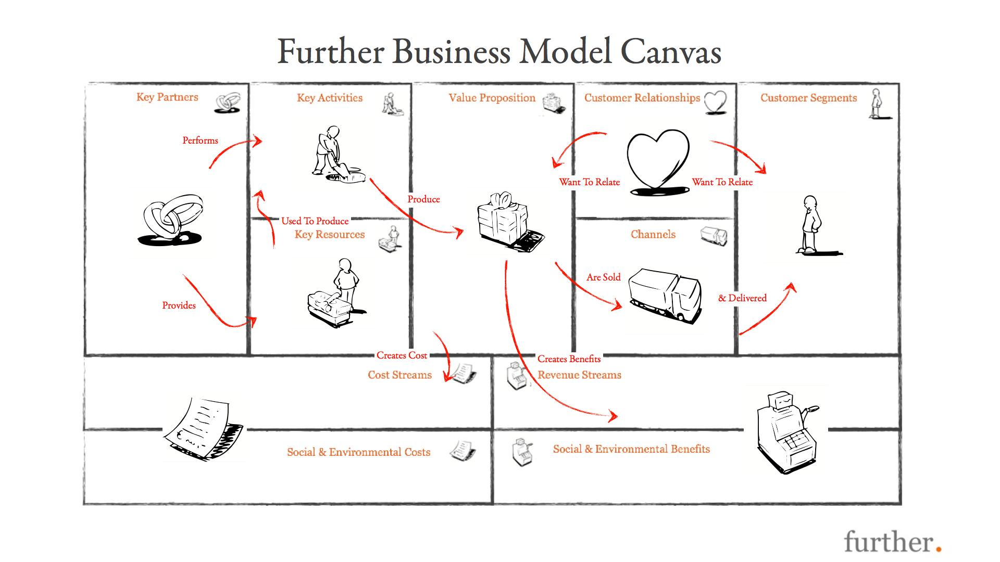 Further Business Model Canvas
Key Partners
Key Activities
Value Proposition
Customer Relationships
Customer Segments
Performs
Want To Relate
Want To Relate
Produce
Used To Produce
Key Resources
Channels
Are Sold
& Delivered
Provides
Creates Cost
Creates Benefits
Cost Streams
Revenue Streams
Social & Environmental Costs
Social & Environmental Benefits
further.